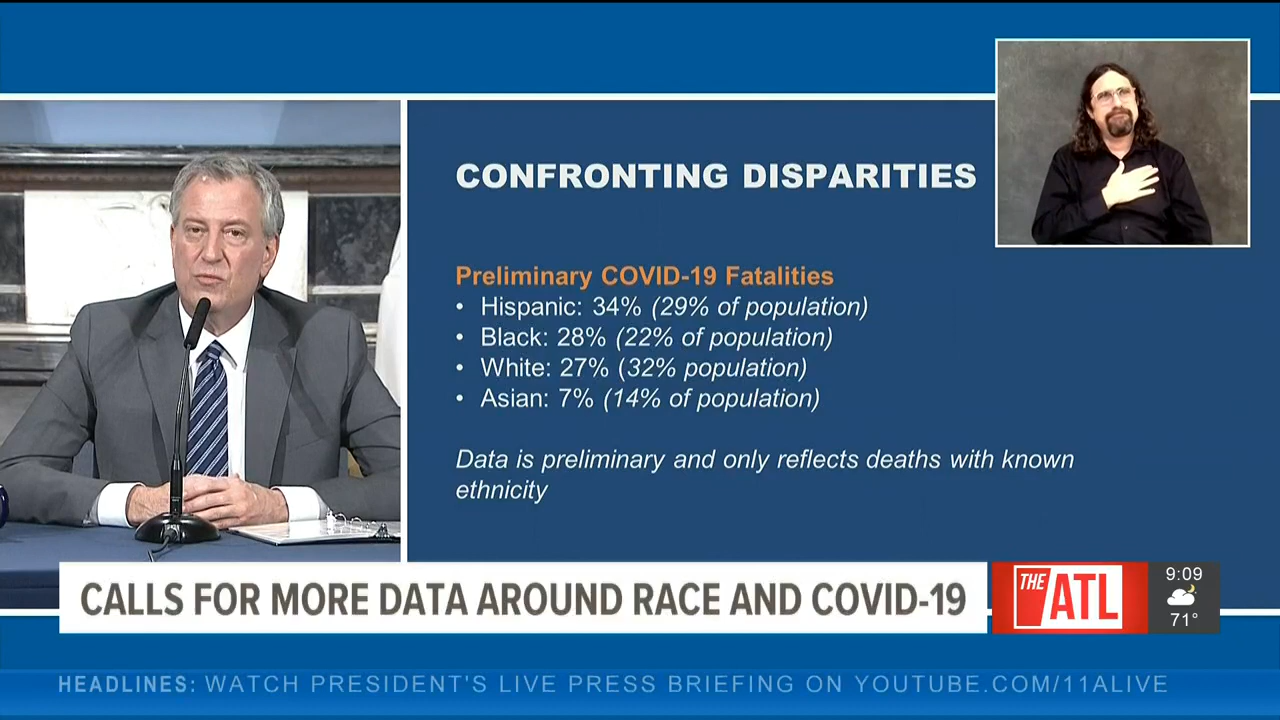 CONFRONTING DISPARITIES
Preliminary COVID-19 Fatalities
• Hispanic: 34% (29% of population)
• Black: 28% (22% of population)
• White: 27% (32% population)
• Asian: 7% (14% of population)
Data is preliminary and only reflects deaths with known
ethnicity
CALLS FOR MORE DATA AROUND RACE AND COVID-19
THE
ATL
9:09
71°
HEADLINES: WATCH PRESIDENT'S LIVE PRESS BRIEFING ON YOUTUBE.COM/11ALIVE